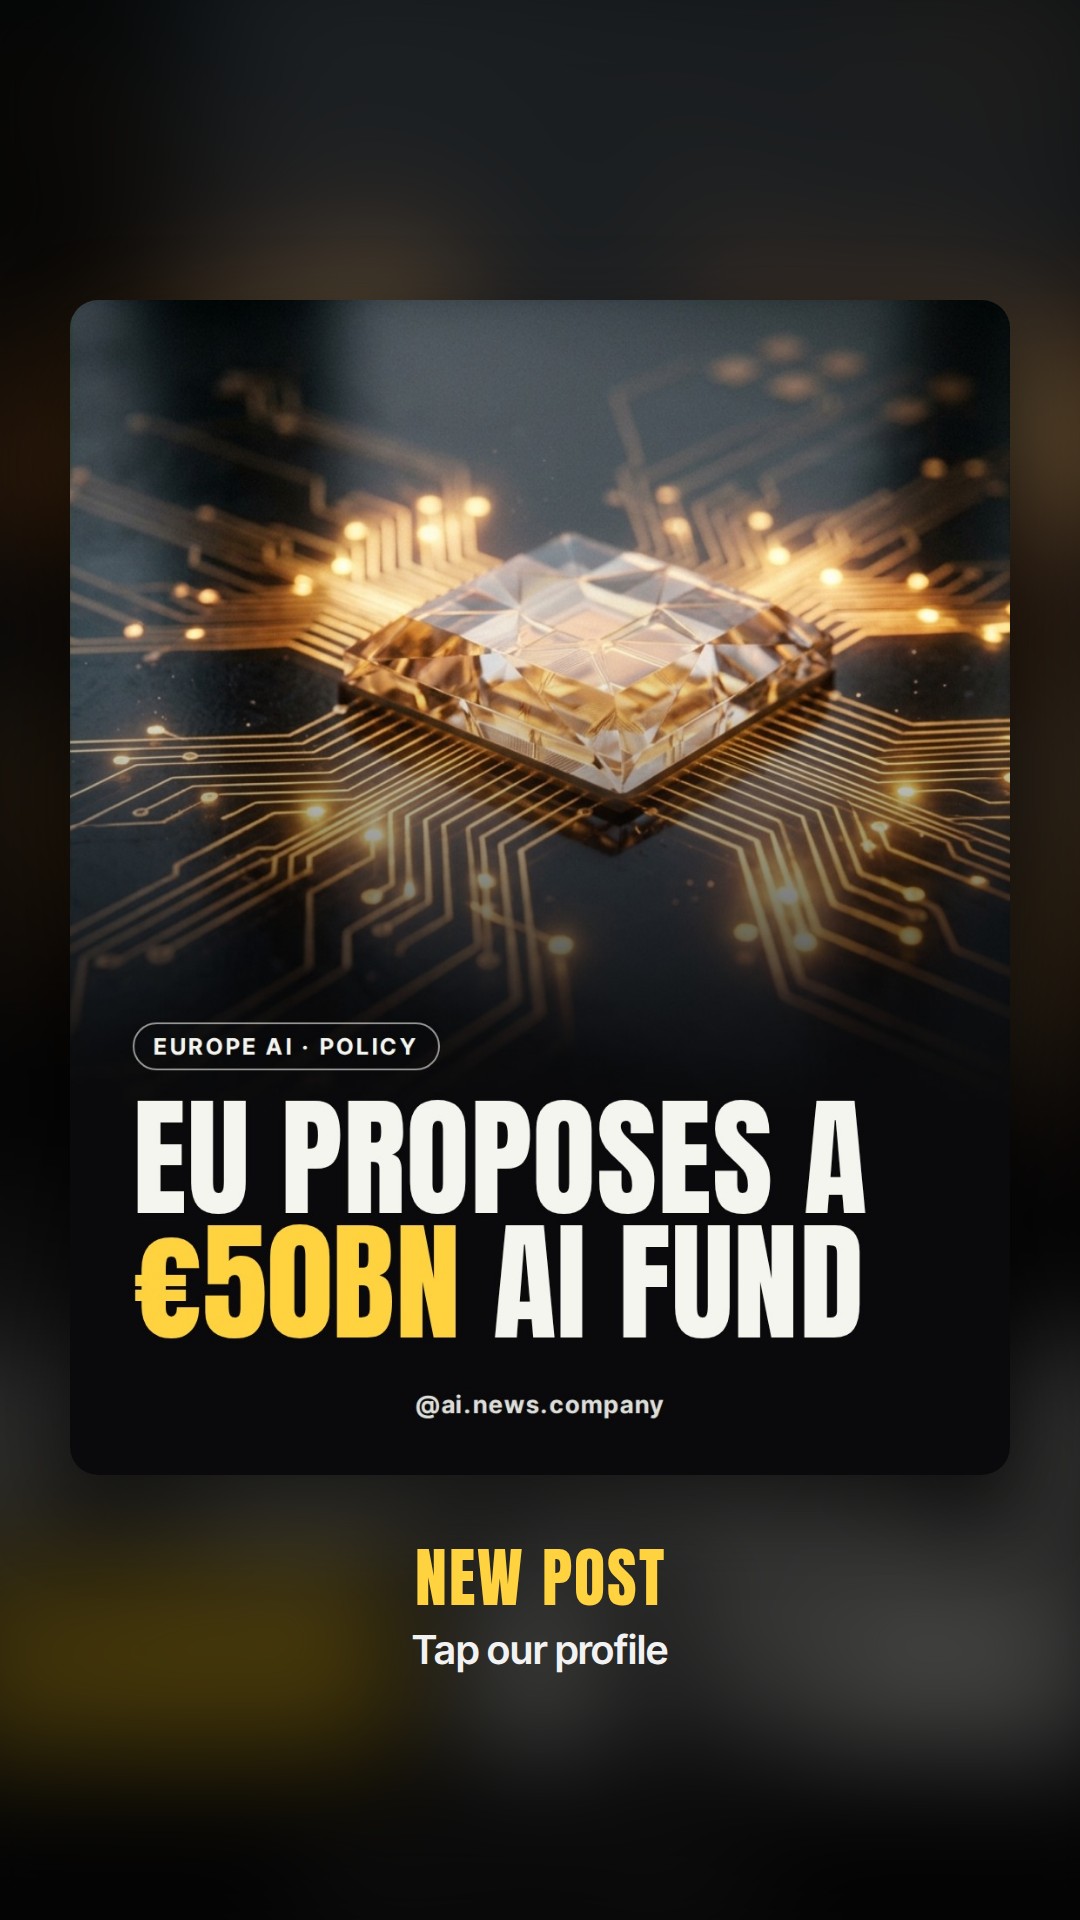 EUROPE AI · POLICY
EU PROPOSES A
€50BN AI FUND
@ai.news.company
NEW POST
Tap our profile